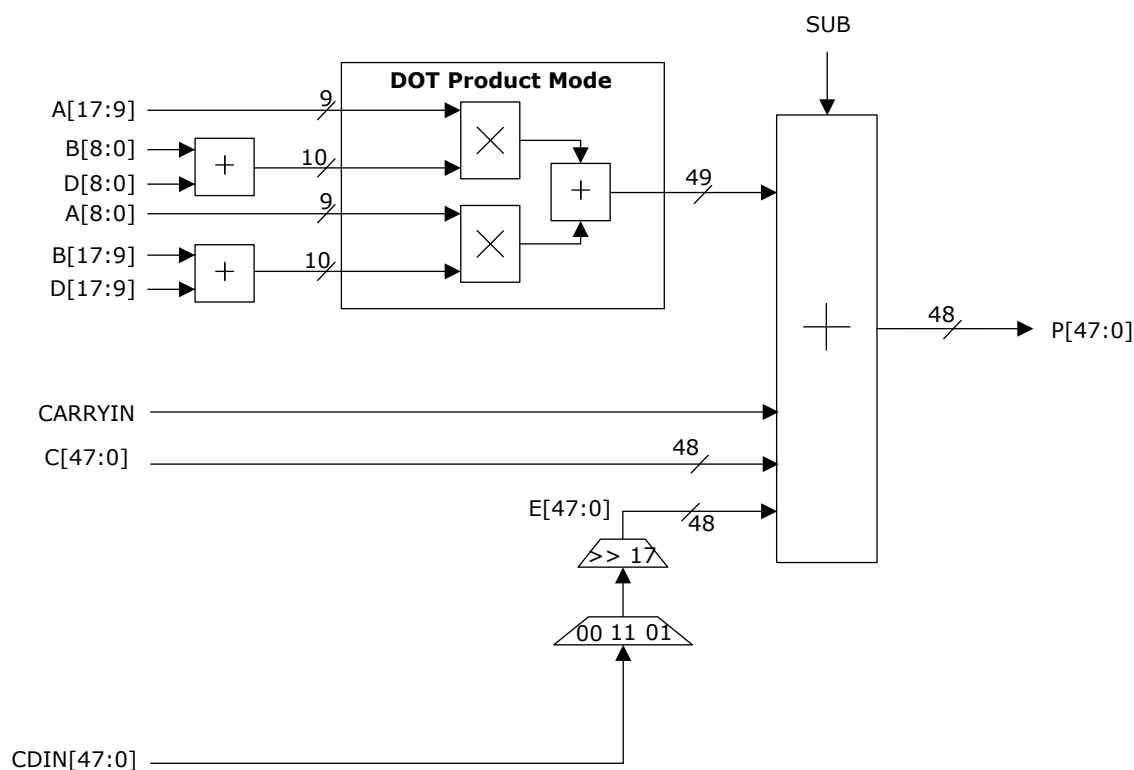 SUB
DOT Product Mode
A[17:9]
9
B[8:0]
+
10
D[8:0]
+
49
A[8:0]
9
B[17:9]
+
10
D[17:9]
48
P[47:0]
CARRYIN
C[47:0]
48
E[47:0]
48
>> 17
00 11 01
CDIN[47:0]